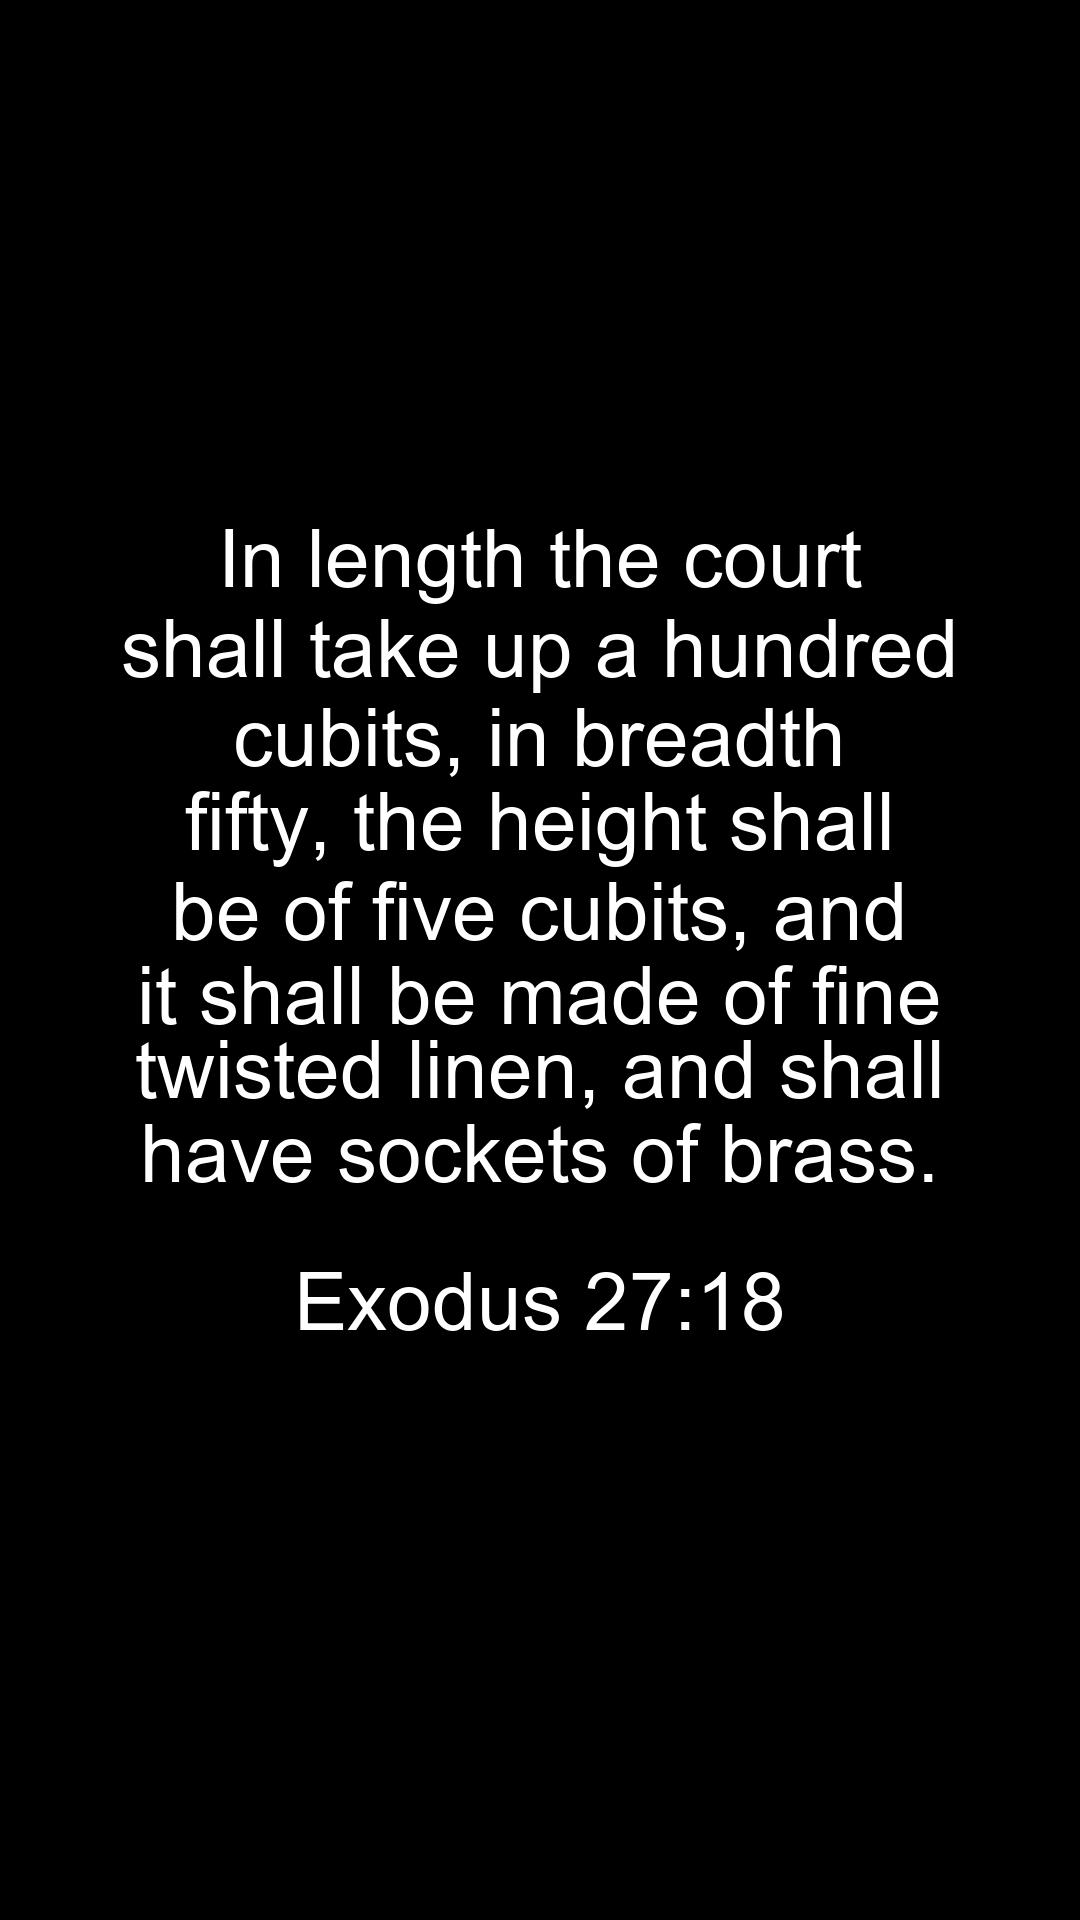 In length the court
shall take up a hundred
cubits, in breadth
fifty, the height shall
be of five cubits, and
it shall be made of fine
twisted linen, and shall
have sockets of brass.
Exodus 27:18